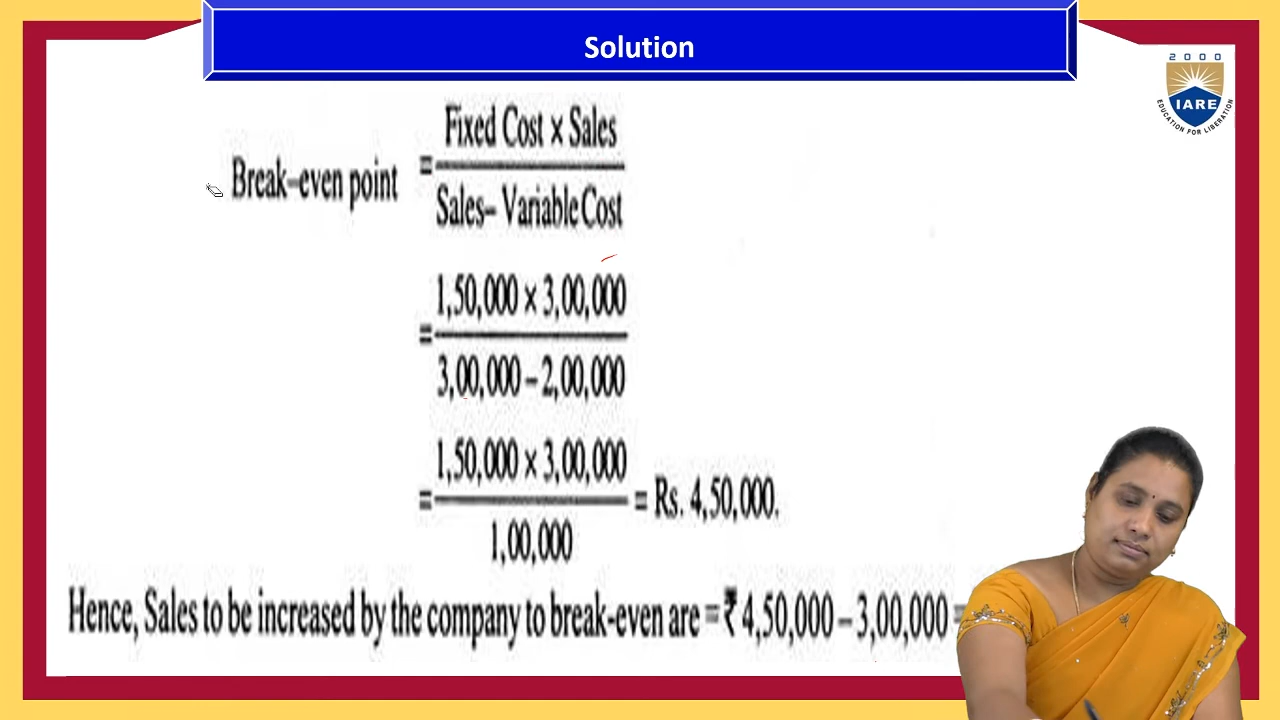 Solution
2000
IARE
EDUCATION FOR LIBERATION
Fixed Cost × Sales
Break-even point =
Sales- Variable Cost
1,50,000 × 3,00,000
=
3,00,000 - 2,00,000
1,50,000 × 3,00,000
= = Rs. 4,50,000.
1,00,000
Hence, Sales to be increased by the company to break-even are = ₹ 4,50,000 - 3,00,000 =